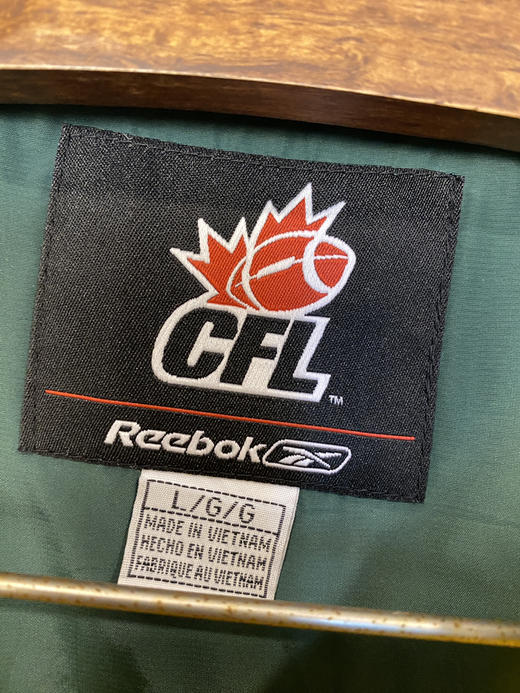 CFL
™
Reebok
L/G/G
MADE IN VIETNAM
HECHO EN VIETNAM
FABRIQUE AU VIETNAM